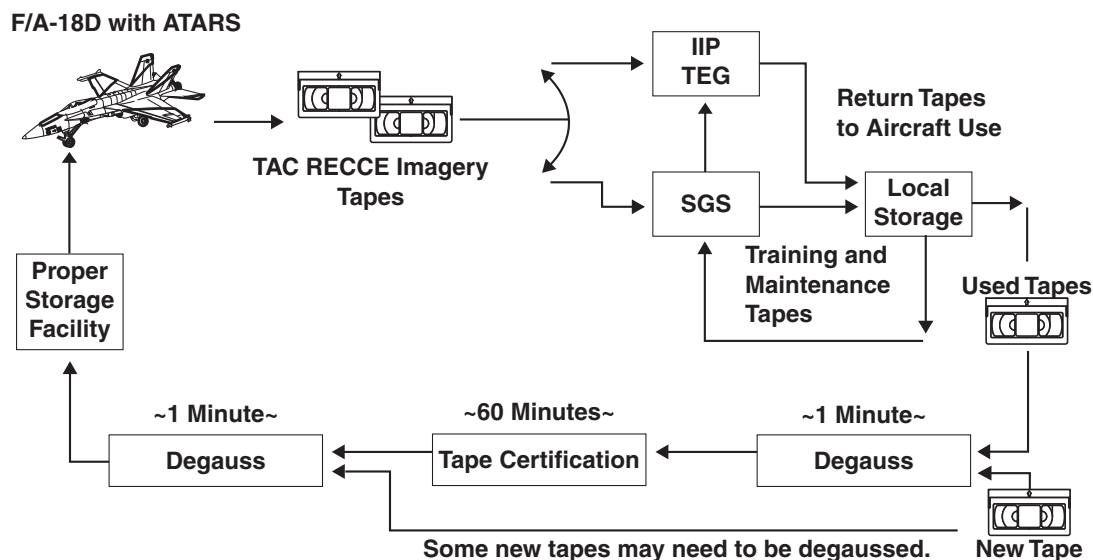 F/A-18D with ATARS
TAC RECCE Imagery
Tapes
IIP
TEG
Return Tapes
to Aircraft Use
SGS
Local
Storage
Training and
Maintenance
Tapes
Used Tapes
Proper
Storage
Facility
~1 Minute~
~60 Minutes~
~1 Minute~
Degauss
Tape Certification
Degauss
Some new tapes may need to be degaussed.
New Tape